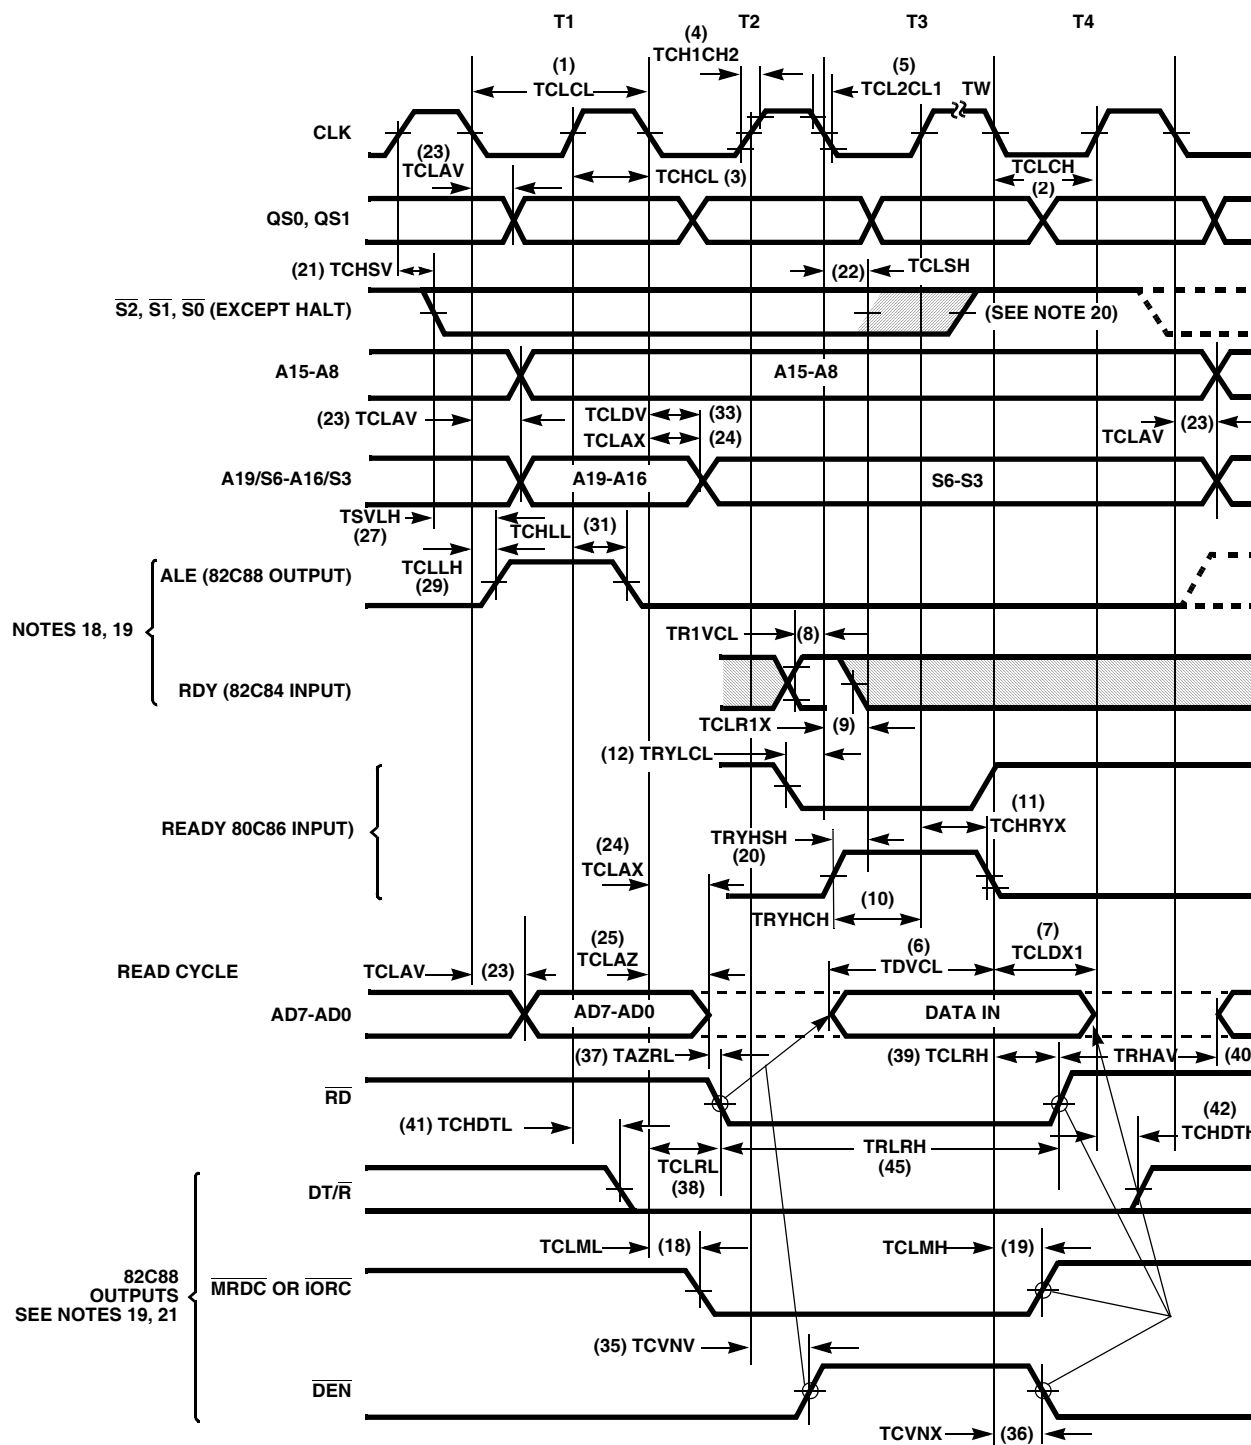 T1 T2 T3 T4
(4)
TCH1CH2
(1)
TCLCL
(5)
TCL2CL1
TW
CLK
(23)
TCLAV
TCHCL (3)
TCLCH
(2)
QS0, QS1
(21) TCHSV
(22)
TCLSH
S2, S1, S0 (EXCEPT HALT)
(SEE NOTE 20)
A15-A8
A15-A8
(23) TCLAV
TCLDV (33)
TCLAX (24)
TCLAV (23)
A19/S6-A16/S3
A19-A16
S6-S3
TSVLH
(27)
TCHLL
(31)
TCLLH
(29)
ALE (82C88 OUTPUT)
NOTES 18, 19
TR1VCL (8)
RDY (82C84 INPUT)
TCLR1X (9)
(12) TRYLCL
READY 80C86 INPUT)
(11)
TCHRYX
TRYHSH
(20)
(24)
TCLAX
(10)
TRYHCH
READ CYCLE
TCLAV (23)
(25)
TCLAZ
(6)
TDVCL
(7)
TCLDX1
AD7-AD0
AD7-AD0
DATA IN
(37) TAZRL
(39) TCLRH
TRHAV (40
RD
(41) TCHDTL
(42)
TCHDTH
TCLRL
(38)
TRLRH
(45)
DT/R
TCLML (18)
TCLMH (19)
82C88
OUTPUTS
SEE NOTES 19, 21
MRDC OR IORC
(35) TCVNV
DEN
TCVNX (36)